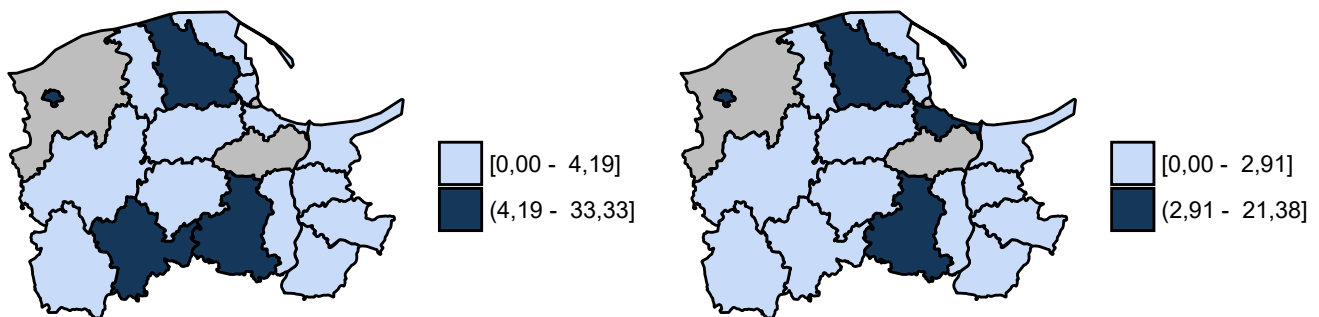 [0,00 - 4,19]
(4,19 - 33,33]
[0,00 - 2,91]
(2,91 - 21,38]